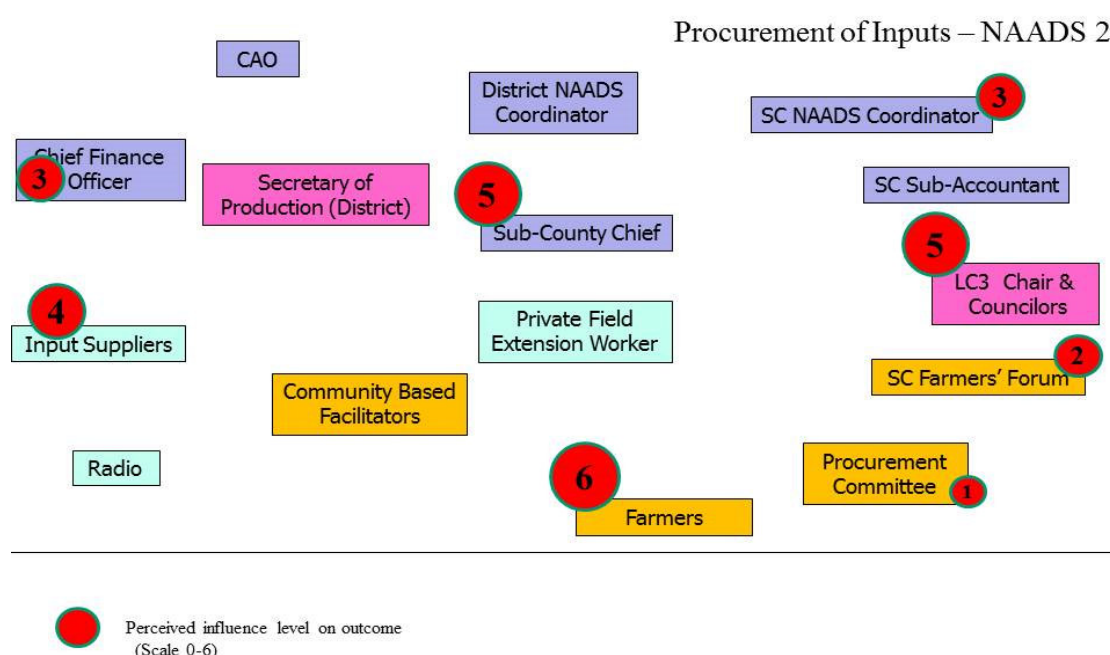 Procurement of Inputs – NAADS 2
CAO
District NAADS
Coordinator
SC NAADS Coordinator
3
Chief Finance
Officer
3
Secretary of
Production (District)
5
Sub-County Chief
SC Sub-Accountant
5
LC3 Chair &
Councilors
4
Input Suppliers
Private Field
Extension Worker
2
SC Farmers' Forum
Community Based
Facilitators
Radio
6
Farmers
Procurement
Committee
1
Perceived influence level on outcome
(Scale 0-6)